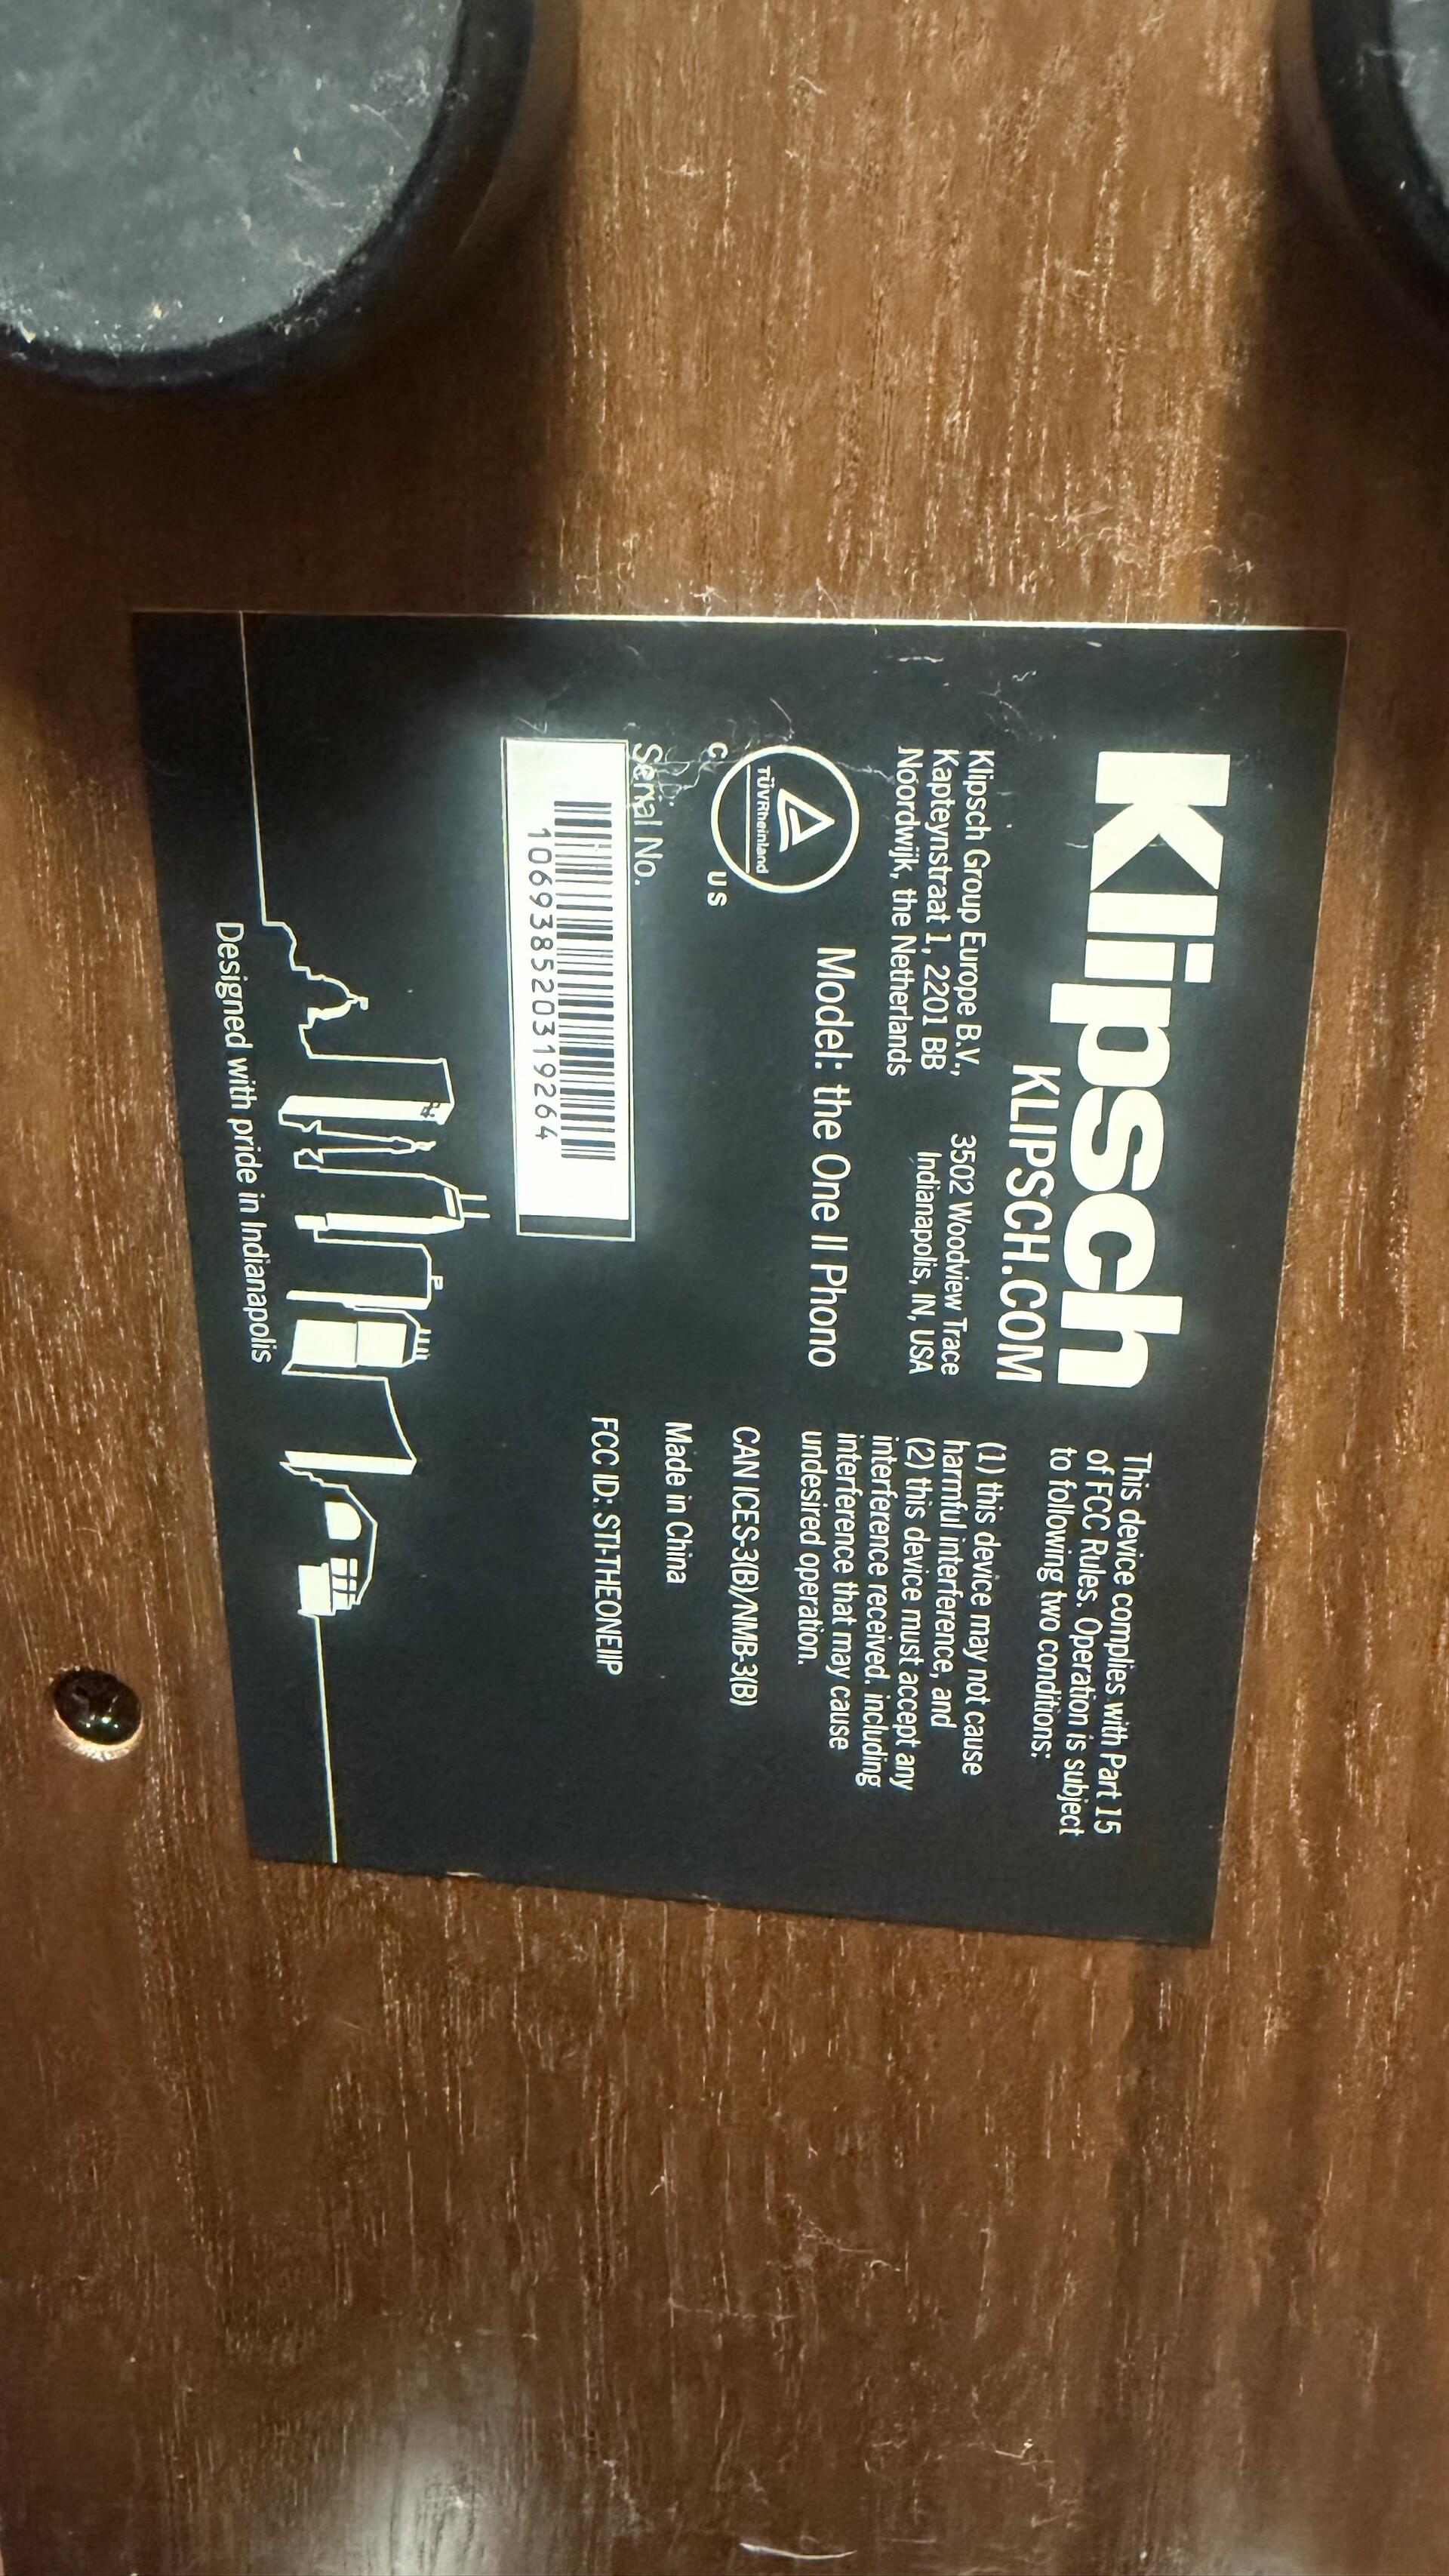 Klipsch
KLIPSCH.COM
Klipsch Group Europe B.V.,
Kapteynstraat 1, 2201 BB
Noordwijk, the Netherlands
3502 Woodview Trace
Indianapolis, IN, USA
TÜVRheinland
C US
Model: the One II Phono
Serial No.
106938520319264
This device complies with Part 15
of FCC Rules. Operation is subject
to following two conditions:
(1) this device may not cause
harmful interference, and
(2) this device must accept any
interference received. including
interference that may cause
undesired operation.
CAN ICES-3(B)/NMB-3(B)
Made in China
FCC ID: STI-THEONEIIP
Designed with pride in Indianapolis